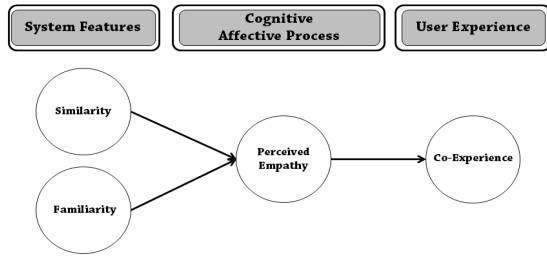 System Features
Cognitive
Affective Process
User Experience
Similarity
Familiarity
Perceived
Empathy
Co-Experience